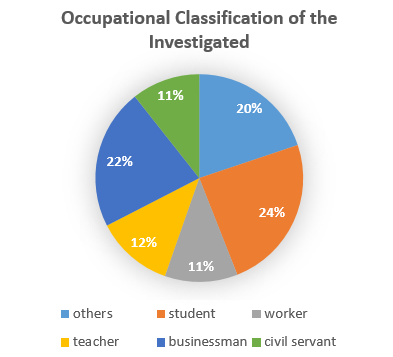 Occupational Classification of the
Investigated
11%
20%
22%
24%
12%
11%
others student worker
teacher businessman civil servant